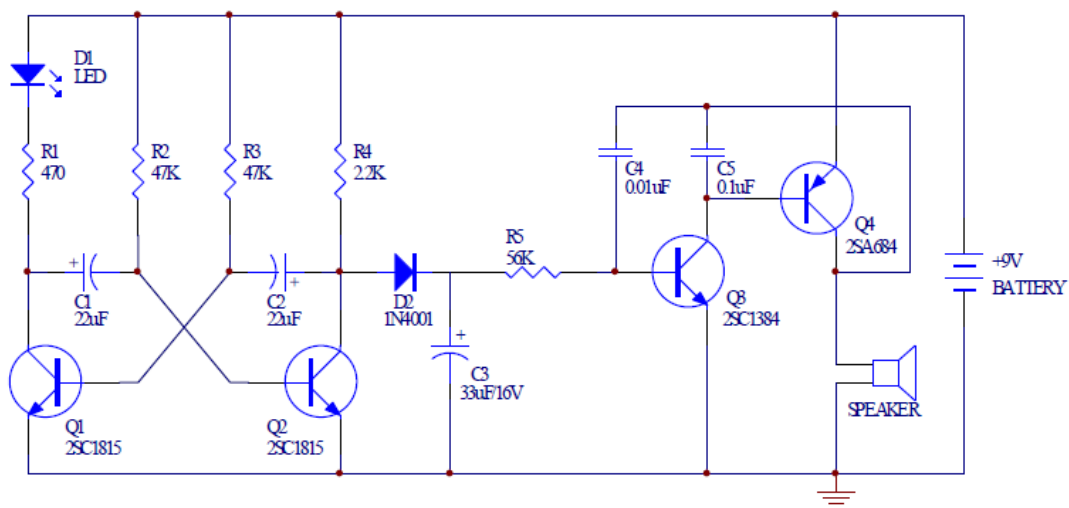 D1
LED
R1
470
R2
47K
R3
47K
R4
2.2K
C4
0.01uF
C5
0.1uF
Q4
2SA684
R5
56K
+9V
BATTERY
+
C1
22uF
C2
22uF
+
D2
1N4001
Q3
2SC1384
+
C3
33uF/16V
SPEAKER
Q1
2SC1815
Q2
2SC1815